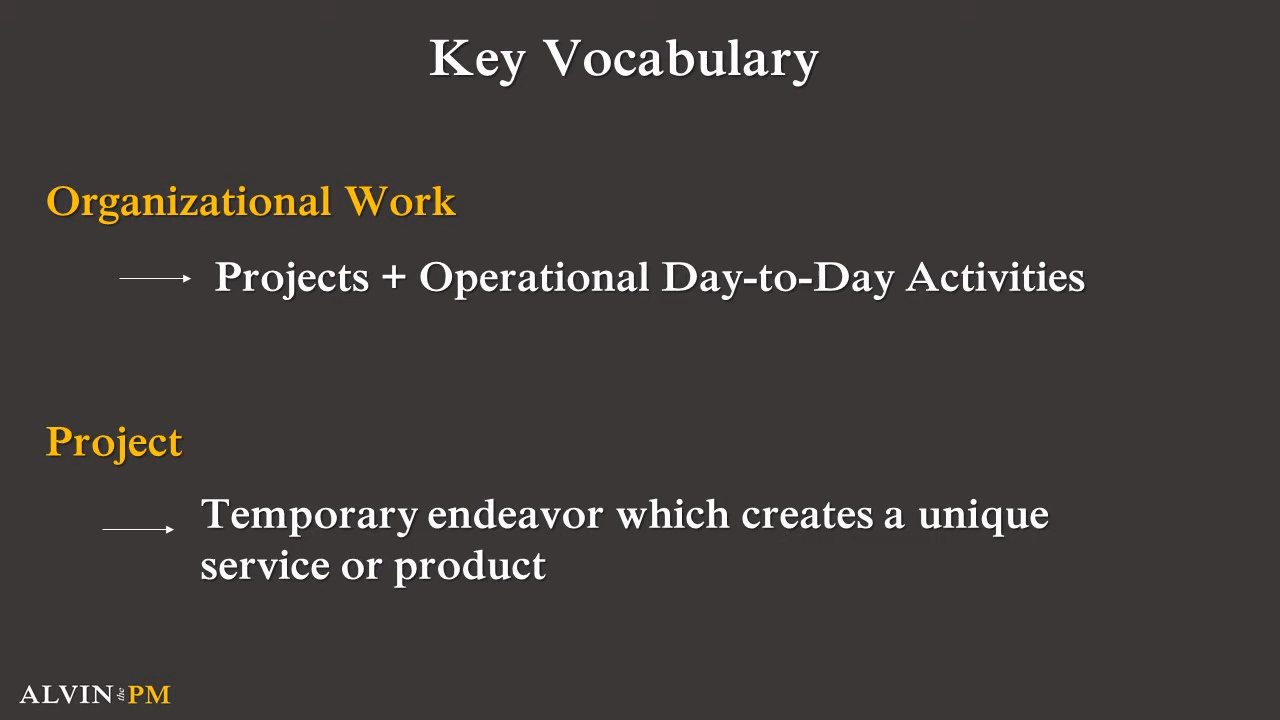 Key Vocabulary
Organizational Work
Projects + Operational Day-to-Day Activities
Project
Temporary endeavor which creates a unique
service or product
ALVIN the PM